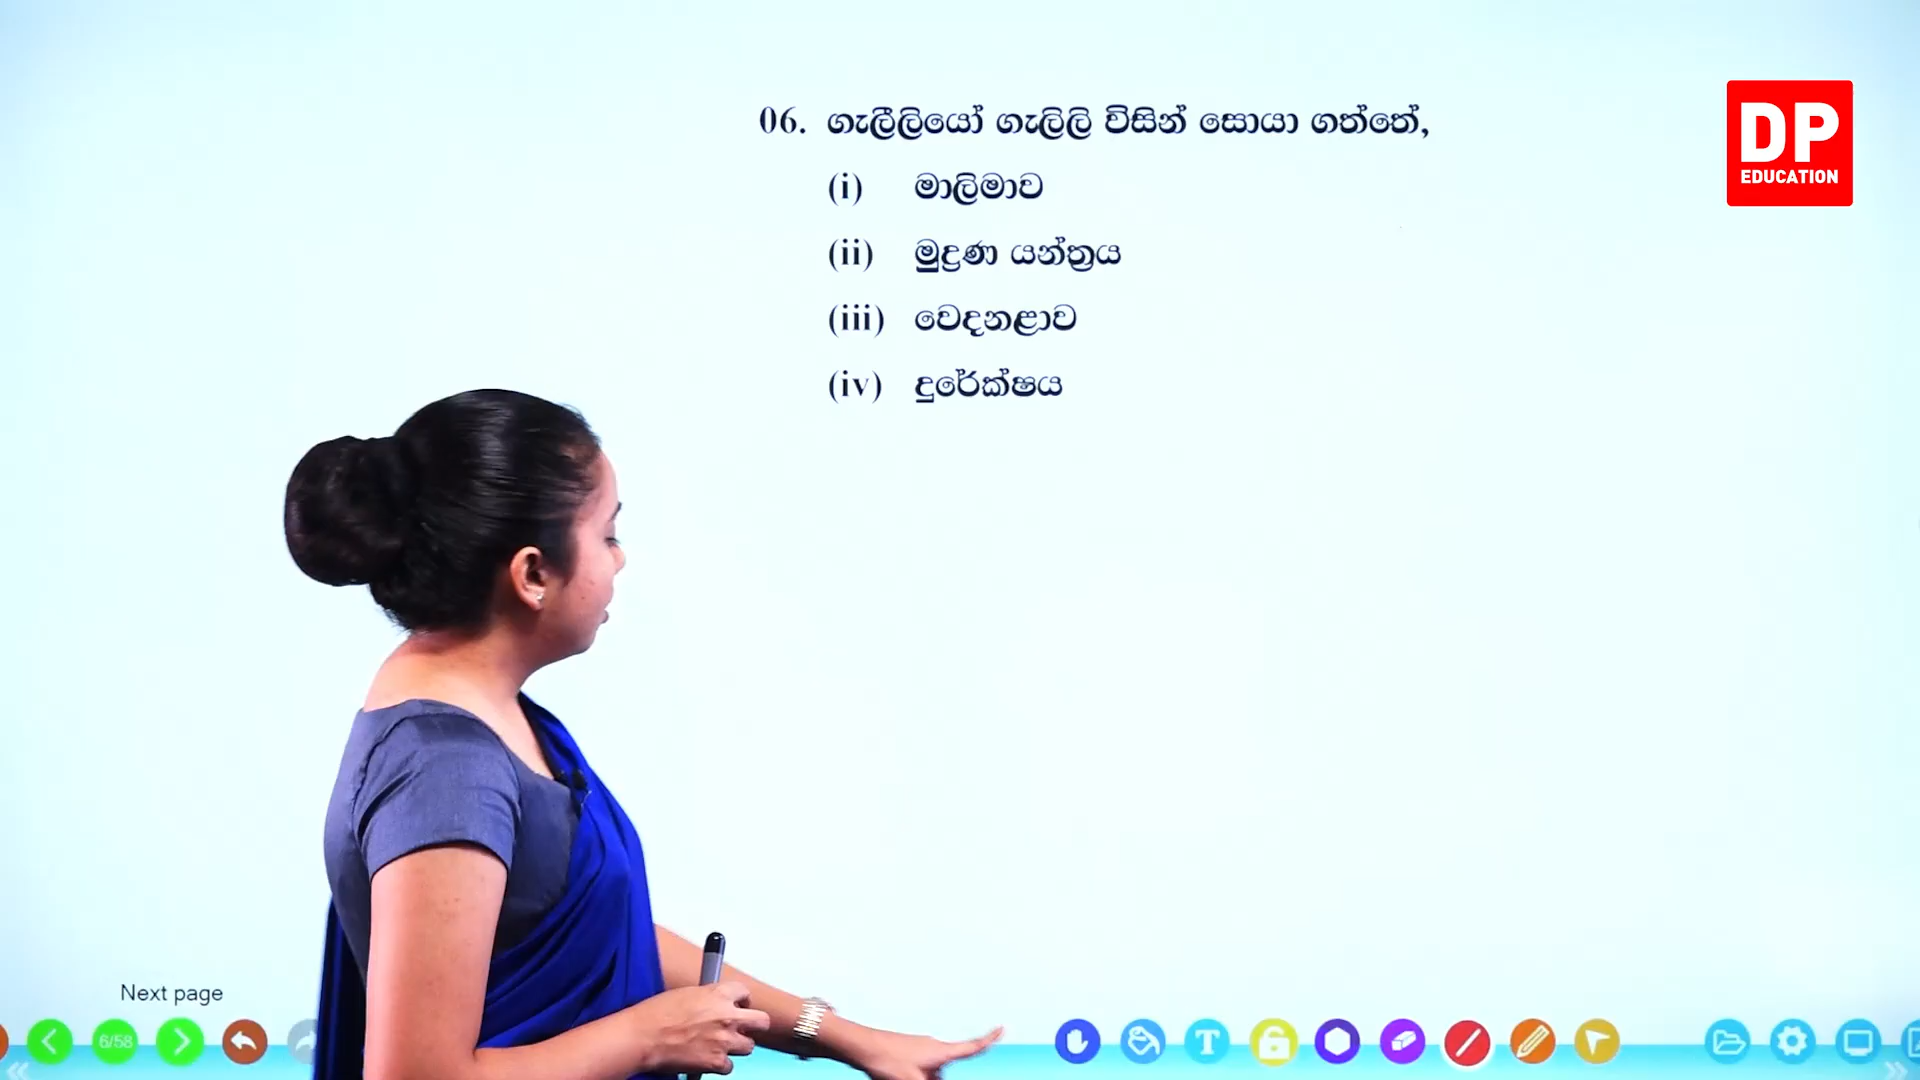 06. ගැලීලියෝ ගැලිලි විසින් සොයා ගත්තේ,
(i) මාලිමාව
(ii) මුද්‍රණ යන්ත්‍රය
(iii) වෙදනළාව
(iv) දුරේක්ෂය
DP
EDUCATION
Next page
6/58
T